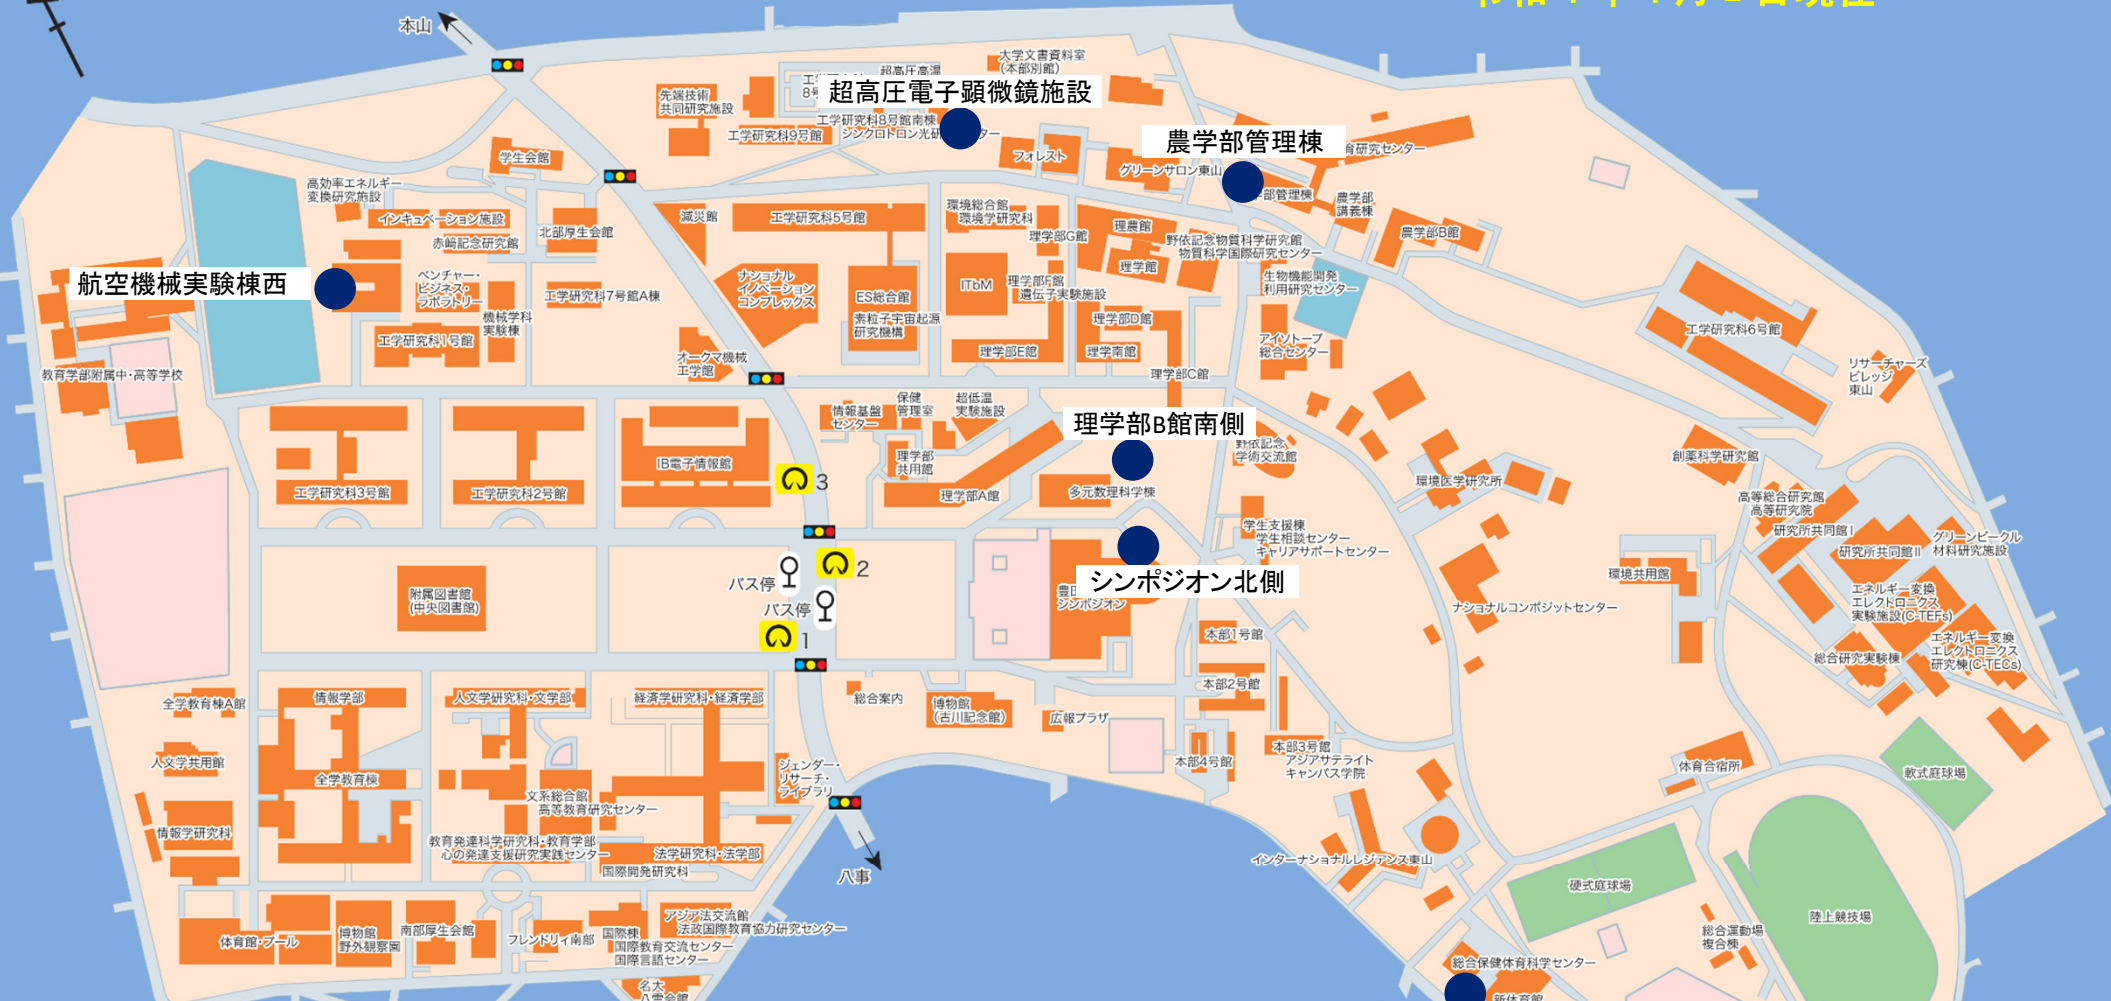 本山
大学文書資料室
(本部別館)
超高圧電子顕微鏡施設
先端技術
共同研究施設
工学研究科9号館
工学研究科8号館南棟
フォレスト
農学部管理棟
グリーンサロン東山
学生会館
高効率エネルギー
変換研究施設
インキュベーション施設
赤﨑記念研究館
北部厚生会館
減災館
工学研究科5号館
環境総合館
環境学研究科
理学部G館
理農館
理学館
野依記念物質科学研究館
物質科学国際研究センター
農学部
講義棟
農学部B館
生物機能開発
利用研究センター
航空機械実験棟西
ベンチャー・
ビジネス・
ラボラトリー
機械学科
実験棟
工学研究科7号館A棟
工学研究科1号館
ナショナル
イノベーション
コンプレックス
ES総合館
素粒子宇宙起源
研究機構
ITbM
理学部F館
遺伝子実験施設
理学部D館
理学部E館
理学南館
理学部C館
アイソトープ
総合センター
工学研究科6号館
リサーチャーズ
ビレッジ
東山
教育学部附属中・高等学校
オークマ機械
工学館
情報基盤
センター
保健
管理室
超低温
実験施設
理学部B館南側
野依記念
学術交流館
IB電子情報館
理学部
共用館
工学研究科3号館
工学研究科2号館
3
理学部A館
多元数理科学棟
環境医学研究所
創薬科学研究館
高等総合研究館
高等研究院
研究所共同館Ⅰ
研究所共同館Ⅱ
グリーンビークル
材料研究施設
学生支援棟
学生相談センター
キャリアサポートセンター
シンポジオン北側
シンポジオン
附属図書館
(中央図書館)
バス停
2
バス停
1
環境共用館
ナショナルコンポジットセンター
エネルギー変換
エレクトロニクス
実験施設(C-TEFs)
エネルギー変換
エレクトロニクス
研究棟(C-TECs)
総合研究実験棟
本部1号館
本部2号館
全学教育棟A館
情報学部
人文学研究科・文学部
経済学研究科・経済学部
総合案内
博物館
(古川記念館)
広報プラザ
本部4号館
本部3号館
アジアサテライト
キャンパス学院
体育合宿所
軟式庭球場
人文学共用館
全学教育棟
文系総合館
高等教育研究センター
ジェンダー・
リサーチ・
ライブラリ
情報学研究科
教育発達科学研究科・教育学部
心の発達支援研究実践センター
法学研究科・法学部
国際開発研究科
八事
インターナショナルレジデンス東山
硬式庭球場
陸上競技場
体育館・プール
博物館
野外観察園
南部厚生会館
フレンドリィ南部
国際棟
国際教育交流センター
国際言語センター
アジア法交流館
法政国際教育協力研究センター
総合運動場
複合棟
総合保健体育科学センター
新体育館
名大